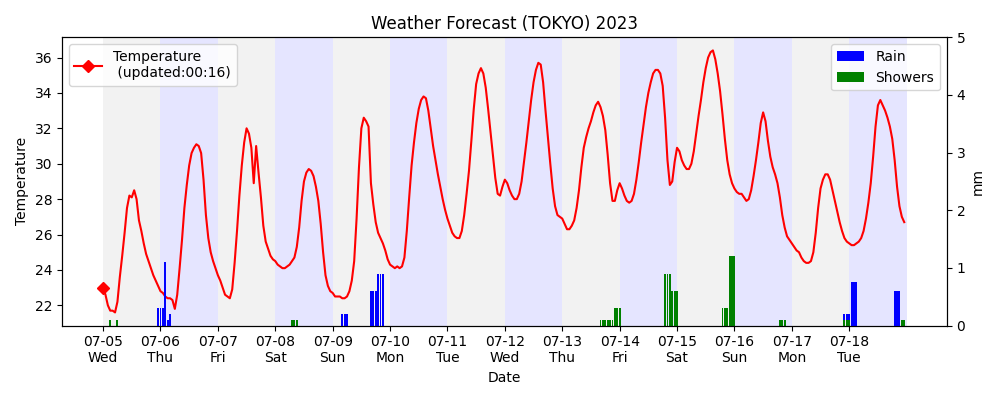 Weather Forecast (TOKYO) 2023
Temperature
(updated:00:16)
Rain
Showers
Temperature
36
34
32
30
28
26
24
22
5
4
3
2
1
0
mm
07-05 07-06 07-07 07-08 07-09 07-10 07-11 07-12 07-13 07-14 07-15 07-16 07-17 07-18
Wed Thu Fri Sat Sun Mon Tue Wed Thu Fri Sat Sun Mon Tue
Date